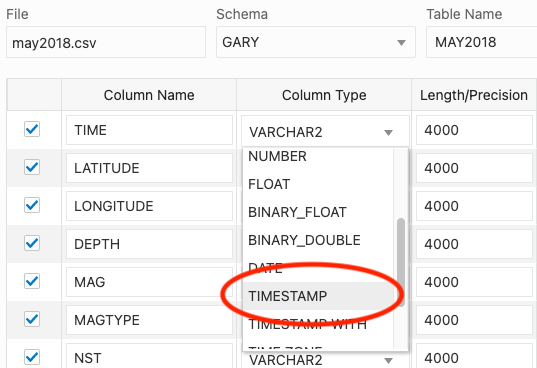 File Schema Table Name
may2018.csv GARY MAY2018
Column Name Column Type Length/Precision
TIME VARCHAR2 4000
NUMBER
LATITUDE 4000
FLOAT
LONGITUDE 4000
BINARY_FLOAT
DEPTH BINARY_DOUBLE 4000
DATE
MAG 4000
TIMESTAMP
MAGTYPE TIMESTAMP WITH 4000
TIME ZONE
NST VARCHAR2 4000